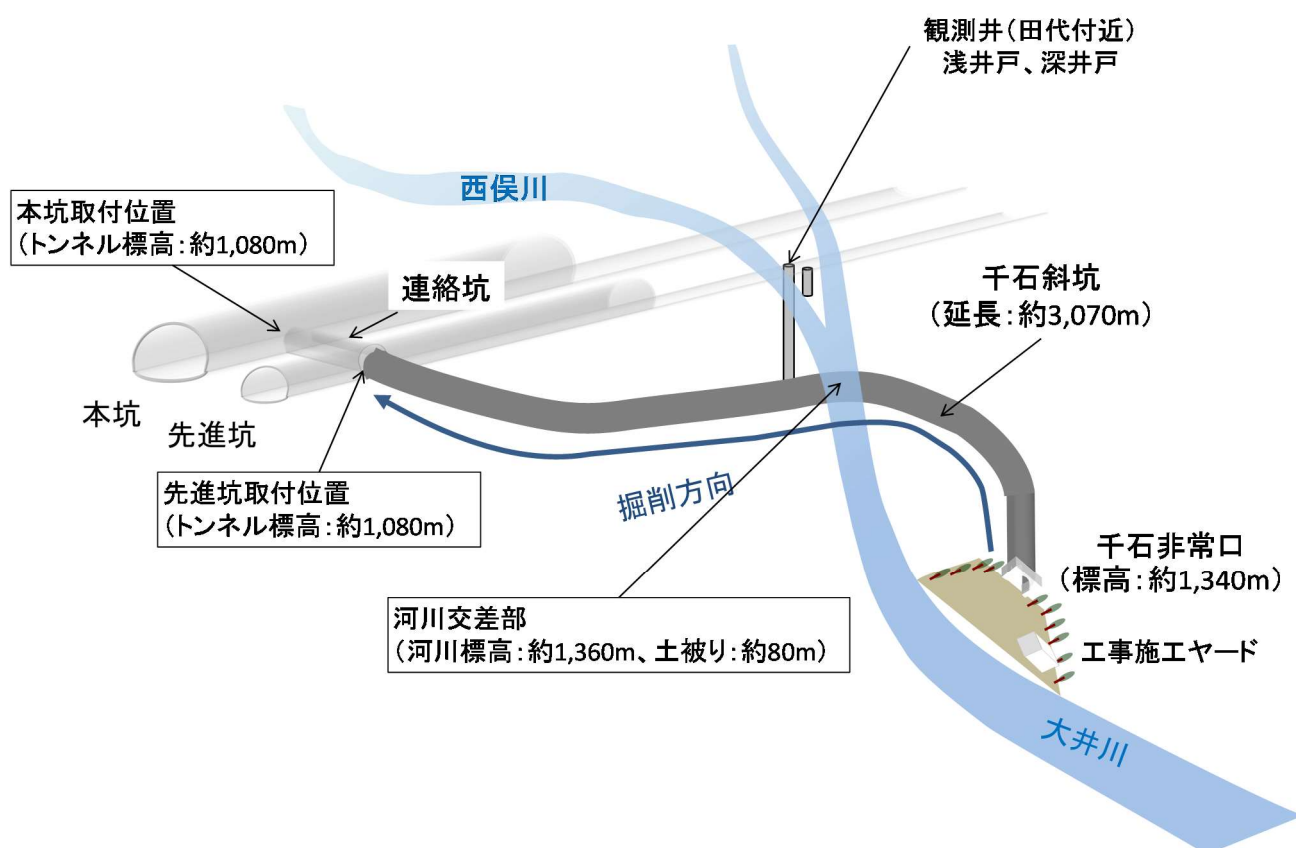 観測井（田代付近）
浅井戸、深井戸
西俣川
本坑取付位置
（トンネル標高：約1,080m）
連絡坑
千石斜坑
（延長：約3,070m）
本坑
先進坑
先進坑取付位置
（トンネル標高：約1,080m）
掘削方向
千石非常口
（標高：約1,340m）
河川交差部
（河川標高：約1,360m、土被り：約80m）
工事施工ヤード
大井川